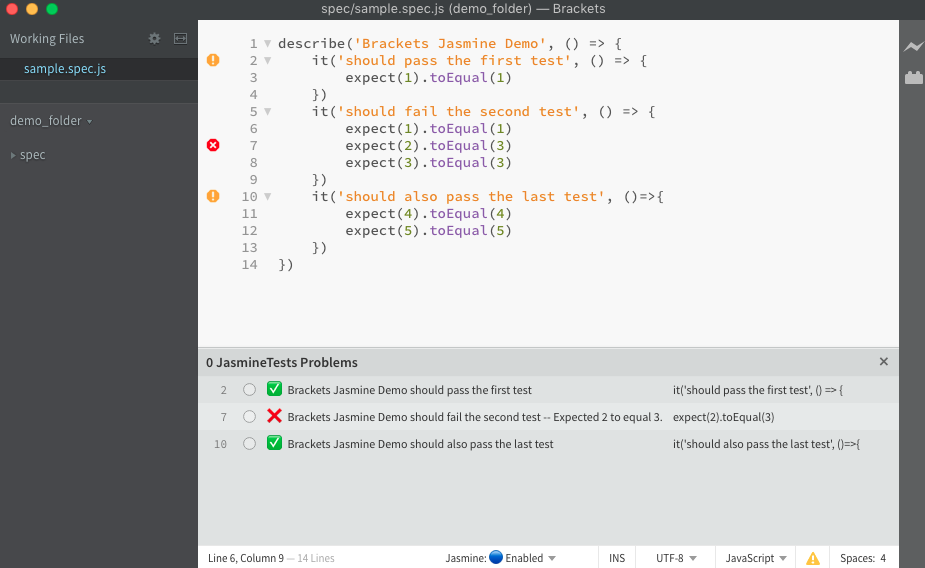 spec/sample.spec.js (demo_folder) — Brackets
Working Files
sample.spec.js
demo_folder
spec
1 describe('Brackets Jasmine Demo', () => {
2 it('should pass the first test', () => {
3 expect(1).toEqual(1)
4 })
5 it('should fail the second test', () => {
6 expect(1).toEqual(1)
7 expect(2).toEqual(3)
8 expect(3).toEqual(3)
9 })
10 it('should also pass the last test', ()=>{
11 expect(4).toEqual(4)
12 expect(5).toEqual(5)
13 })
14 })
0 JasmineTests Problems
2 Brackets Jasmine Demo should pass the first test it('should pass the first test', () => {
7 Brackets Jasmine Demo should fail the second test -- Expected 2 to equal 3. expect(2).toEqual(3)
10 Brackets Jasmine Demo should also pass the last test it('should also pass the last test', ()=>{
Line 6, Column 9 — 14 Lines Jasmine: Enabled INS UTF-8 JavaScript Spaces: 4